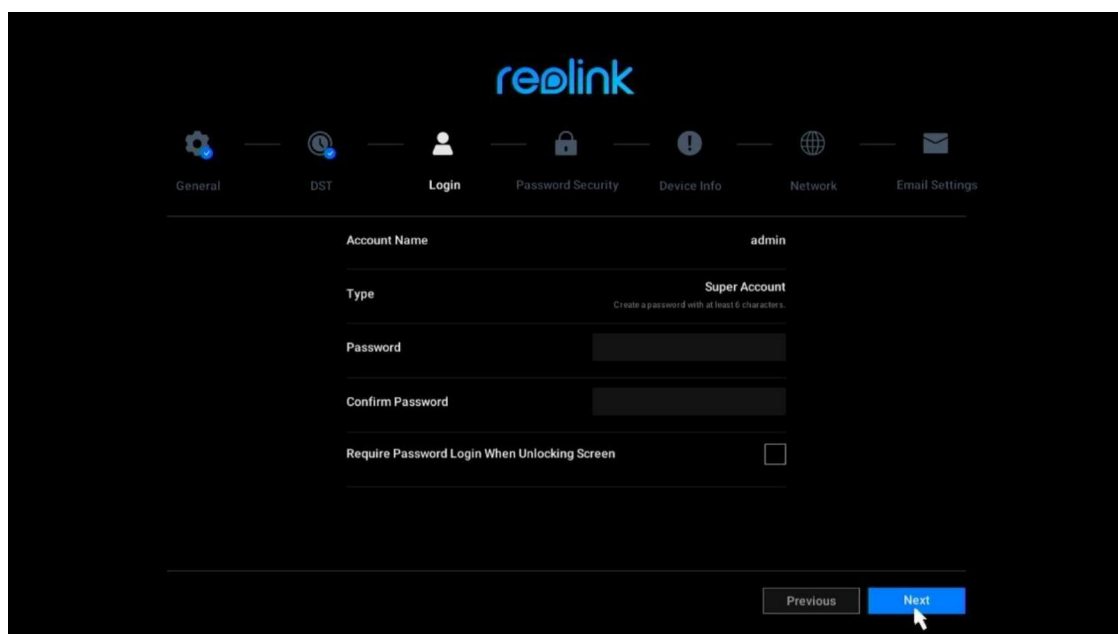 reolink
General DST Login Password Security Device Info Network Email Settings
Account Name admin
Type Super Account
Create a password with at least 6 characters.
Password
Confirm Password
Require Password Login When Unlocking Screen
Previous Next